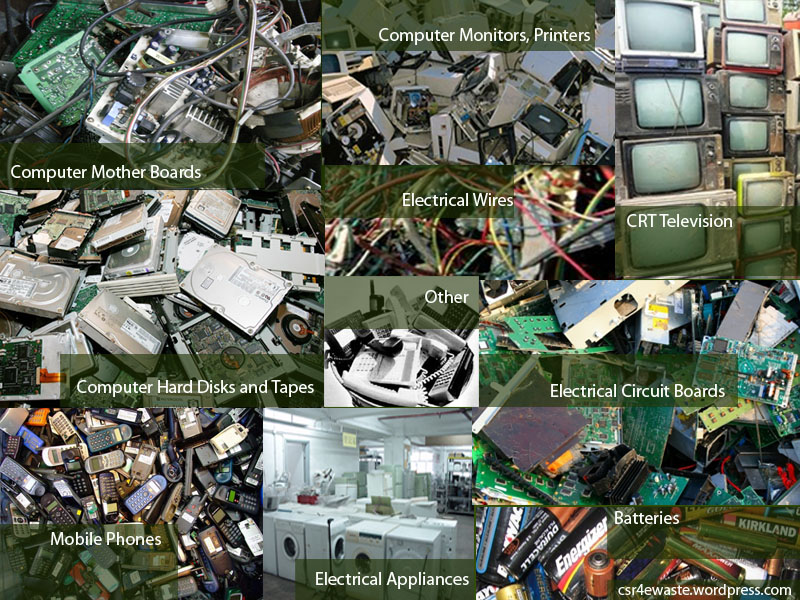 Computer Monitors, Printers
Computer Mother Boards
Electrical Wires
CRT Television
Other
Computer Hard Disks and Tapes
Electrical Circuit Boards
Mobile Phones
Electrical Appliances
Batteries
DURACELL
Energizer
KIRKLAND
csr4ewaste.wordpress.com